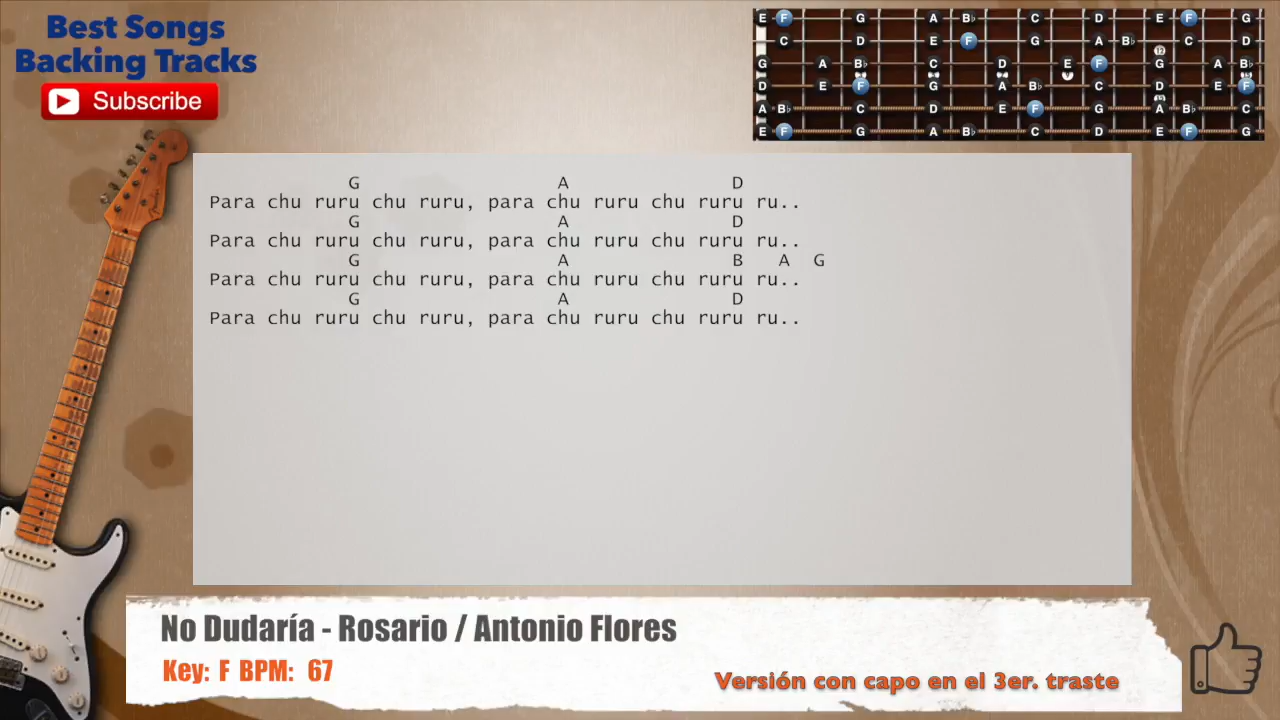 Best Songs
Backing Tracks
Subscribe
E F G A B♭ C D E F G
C D E F G A B♭ C D
G A B♭ C D E F G A B♭
D E F G A B♭ C D E F
A B♭ C D E F G A B♭ C
E F G A B♭ C D E F G
G A D
Para chu ruru chu ruru, para chu ruru chu ruru ru..
G A D
Para chu ruru chu ruru, para chu ruru chu ruru ru..
G A B A G
Para chu ruru chu ruru, para chu ruru chu ruru ru..
G A D
Para chu ruru chu ruru, para chu ruru chu ruru ru..
No Dudaría - Rosario / Antonio Flores
Key: F BPM: 67
Versión con capo en el 3er. traste